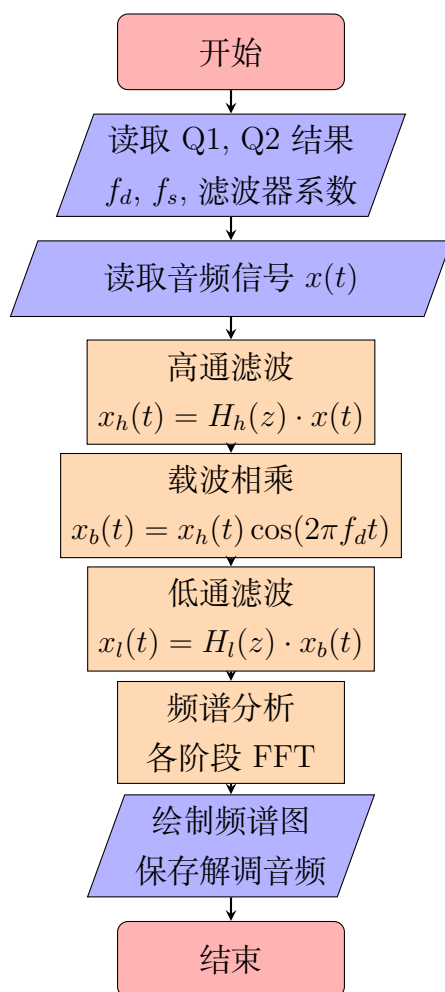 开始
读取 Q1, Q2 结果
f_d, f_s, 滤波器系数
读取音频信号 x(t)
高通滤波
x_h(t) = H_h(z) · x(t)
载波相乘
x_b(t) = x_h(t) cos(2πf_d t)
低通滤波
x_l(t) = H_l(z) · x_b(t)
频谱分析
各阶段 FFT
绘制频谱图
保存解调音频
结束